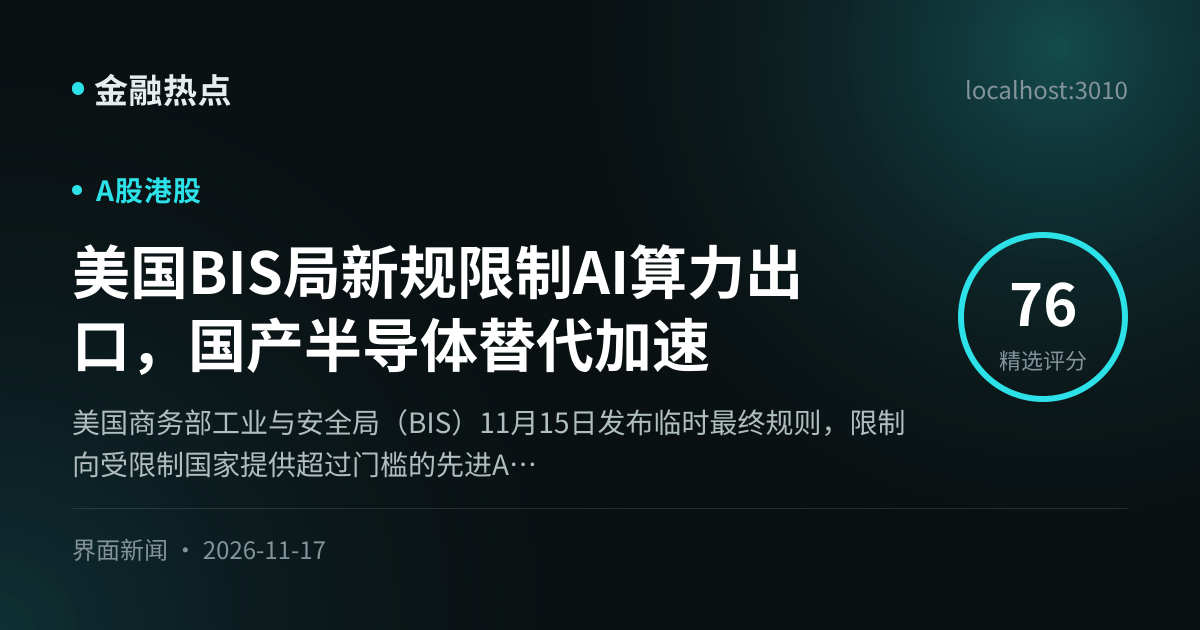 金融热点
localhost:3010
A股港股
美国BIS局新规限制AI算力出
口，国产半导体替代加速
76
精选评分
美国商务部工业与安全局（BIS）11月15日发布临时最终规则，限制
向受限制国家提供超过门槛的先进A…
界面新闻 · 2026-11-17